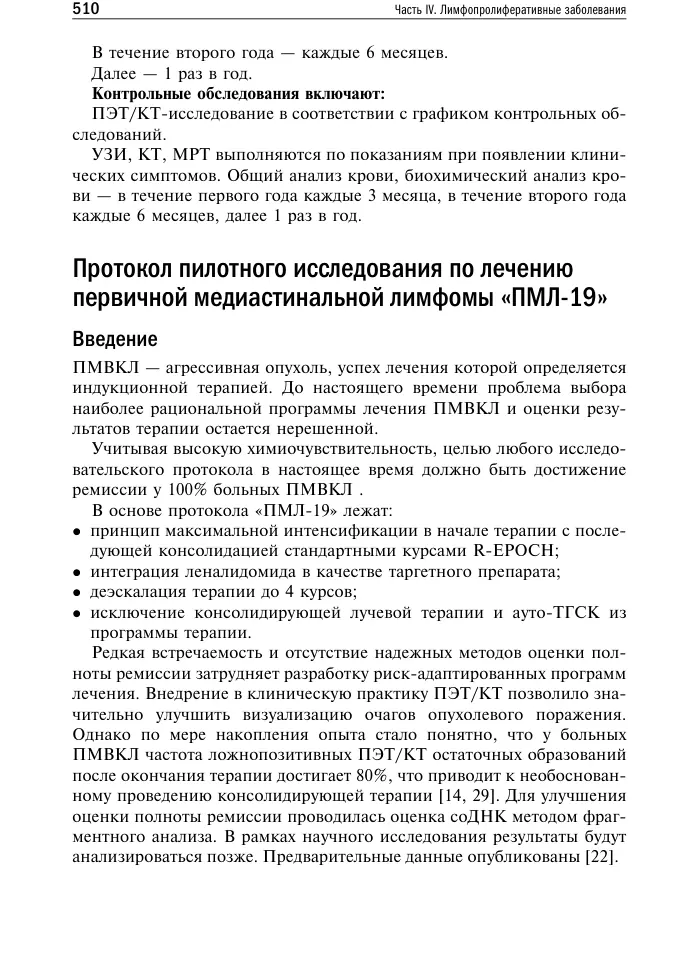 510
Часть IV. Лимфопролиферативные заболевания
В течение второго года — каждые 6 месяцев.
Далее — 1 раз в год.
Контрольные обследования включают:
ПЭТ/КТ-исследование в соответствии с графиком контрольных об-
следований.
УЗИ, КТ, МРТ выполняются по показаниям при появлении клини-
ческих симптомов. Общий анализ крови, биохимический анализ кро-
ви — в течение первого года каждые 3 месяца, в течение второго года
каждые 6 месяцев, далее 1 раз в год.
Протокол пилотного исследования по лечению
первичной медиастинальной лимфомы «ПМЛ-19»
Введение
ПМВКЛ — агрессивная опухоль, успех лечения которой определяется
индукционной терапией. До настоящего времени проблема выбора
наиболее рациональной программы лечения ПМВКЛ и оценки резу-
льтатов терапии остается нерешенной.
Учитывая высокую химиочувствительность, целью любого исследо-
вательского протокола в настоящее время должно быть достижение
ремиссии у 100% больных ПМВКЛ .
В основе протокола «ПМЛ-19» лежат:
• принцип максимальной интенсификации в начале терапии с после-
дующей консолидацией стандартными курсами R-EPOCH;
• интеграция леналидомида в качестве таргетного препарата;
• деэскалация терапии до 4 курсов;
• исключение консолидирующей лучевой терапии и ауто-ТГСК из
программы терапии.
Редкая встречаемость и отсутствие надежных методов оценки пол-
ноты ремиссии затрудняет разработку риск-адаптированных программ
лечения. Внедрение в клиническую практику ПЭТ/КТ позволило зна-
чительно улучшить визуализацию очагов опухолевого поражения.
Однако по мере накопления опыта стало понятно, что у больных
ПМВКЛ частота ложнопозитивных ПЭТ/КТ остаточных образований
после окончания терапии достигает 80%, что приводит к необоснован-
ному проведению консолидирующей терапии [14, 29]. Для улучшения
оценки полноты ремиссии проводилась оценка соДНК методом фраг-
ментного анализа. В рамках научного исследования результаты будут
анализироваться позже. Предварительные данные опубликованы [22].